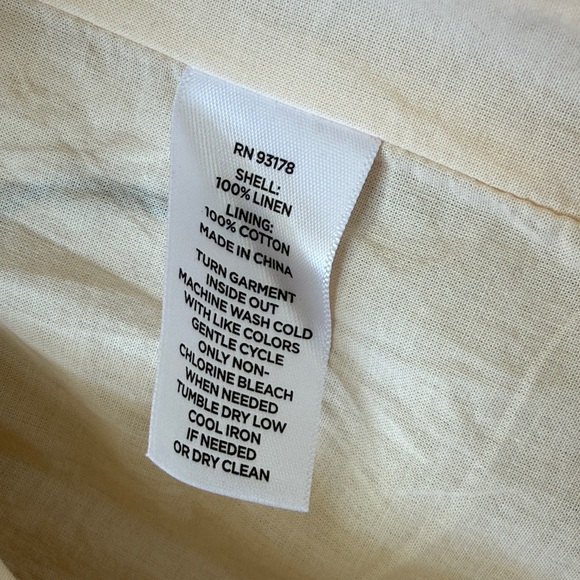 RN 93178
SHELL:
100% LINEN
LINING:
100% COTTON
MADE IN CHINA
TURN GARMENT
INSIDE OUT
MACHINE WASH COLD
WITH LIKE COLORS
GENTLE CYCLE
ONLY NON-
CHLORINE BLEACH
WHEN NEEDED
TUMBLE DRY LOW
COOL IRON
IF NEEDED
OR DRY CLEAN